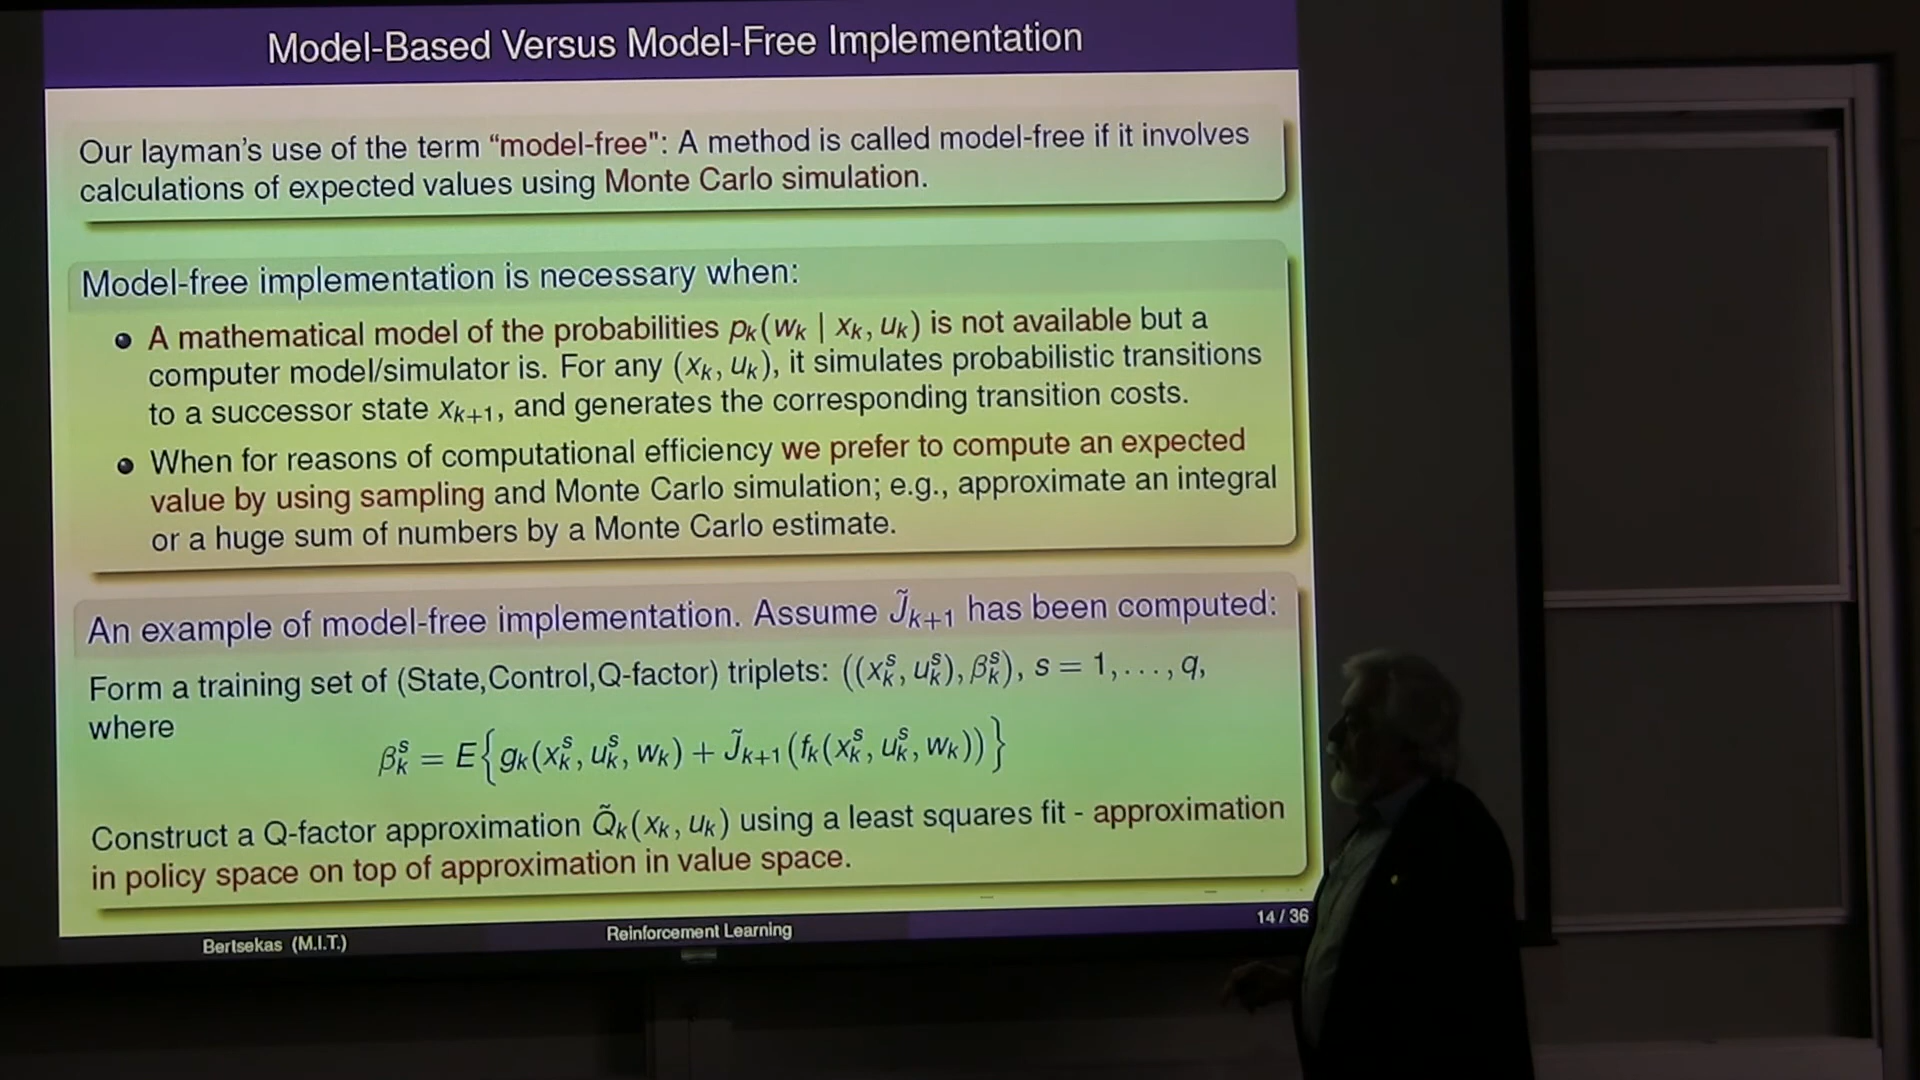 Model-Based Versus Model-Free Implementation
Our layman's use of the term “model-free": A method is called model-free if it involves
calculations of expected values using Monte Carlo simulation.
Model-free implementation is necessary when:
A mathematical model of the probabilities pₖ(wₖ | xₖ, uₖ) is not available but a
computer model/simulator is. For any (xₖ, uₖ), it simulates probabilistic transitions
to a successor state xₖ₊₁, and generates the corresponding transition costs.
When for reasons of computational efficiency we prefer to compute an expected
value by using sampling and Monte Carlo simulation; e.g., approximate an integral
or a huge sum of numbers by a Monte Carlo estimate.
An example of model-free implementation. Assume J̃ₖ₊₁ has been computed:
Form a training set of (State,Control,Q-factor) triplets: ((xₖˢ, uₖˢ), βₖˢ), s = 1, . . . , q,
where
βₖˢ = E{gₖ(xₖˢ, uₖˢ, wₖ) + J̃ₖ₊₁(fₖ(xₖˢ, uₖˢ, wₖ))}
Construct a Q-factor approximation Q̃ₖ(xₖ, uₖ) using a least squares fit - approximation
in policy space on top of approximation in value space.
Bertsekas (M.I.T.)
Reinforcement Learning
14 / 36